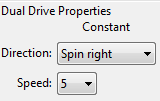 Dual Drive Properties
Constant
Direction: Spin right
Speed: 5